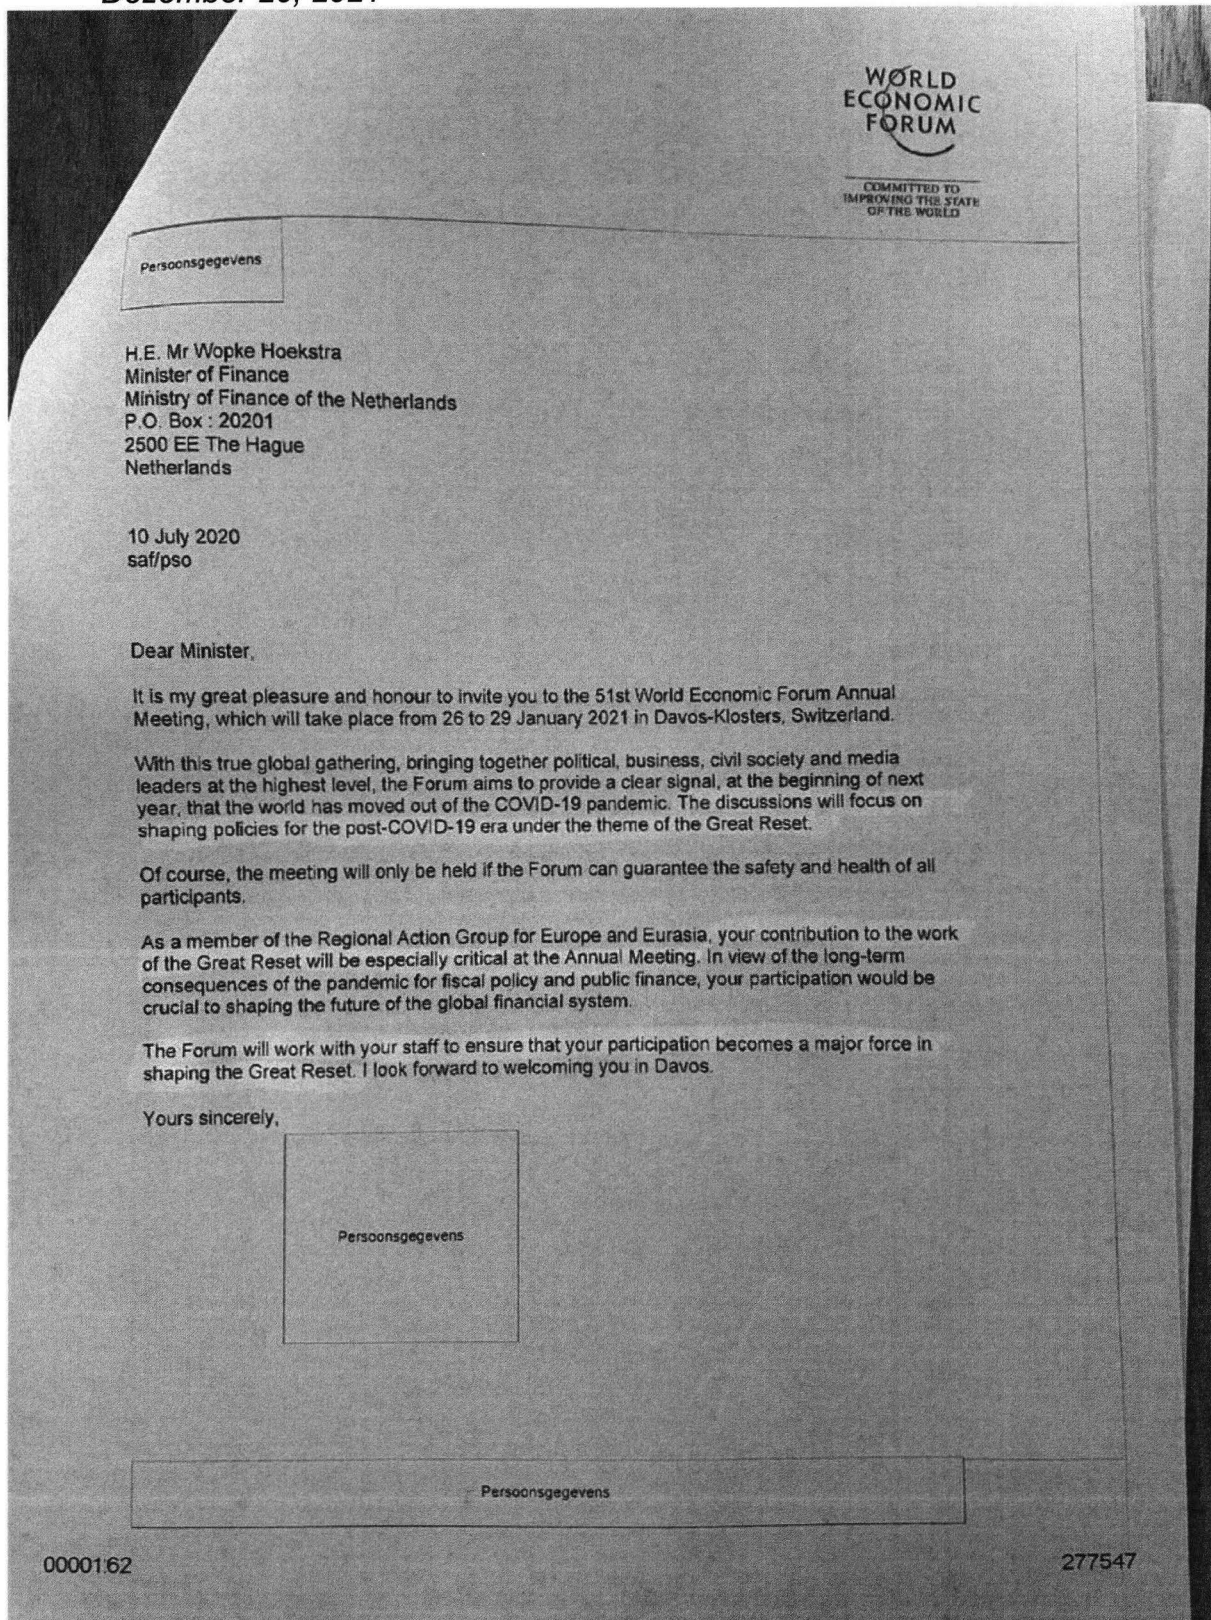 WORLD
ECONOMIC
FORUM
COMMITTED TO
IMPROVING THE STATE
OF THE WORLD
Persoonsgegevens
H.E. Mr Wopke Hoekstra
Minister of Finance
Ministry of Finance of the Netherlands
P.O. Box : 20201
2500 EE The Hague
Netherlands
10 July 2020
saf/pso
Dear Minister,
It is my great pleasure and honour to invite you to the 51st World Economic Forum Annual
Meeting, which will take place from 26 to 29 January 2021 in Davos-Klosters, Switzerland.
With this true global gathering, bringing together political, business, civil society and media
leaders at the highest level, the Forum aims to provide a clear signal, at the beginning of next
year, that the world has moved out of the COVID-19 pandemic. The discussions will focus on
shaping policies for the post-COVID-19 era under the theme of the Great Reset.
Of course, the meeting will only be held if the Forum can guarantee the safety and health of all
participants.
As a member of the Regional Action Group for Europe and Eurasia, your contribution to the work
of the Great Reset will be especially critical at the Annual Meeting. In view of the long-term
consequences of the pandemic for fiscal policy and public finance, your participation would be
crucial to shaping the future of the global financial system.
The Forum will work with your staff to ensure that your participation becomes a major force in
shaping the Great Reset. I look forward to welcoming you in Davos.
Yours sincerely,
Persoonsgegevens
Persoonsgegevens
0000162
277547